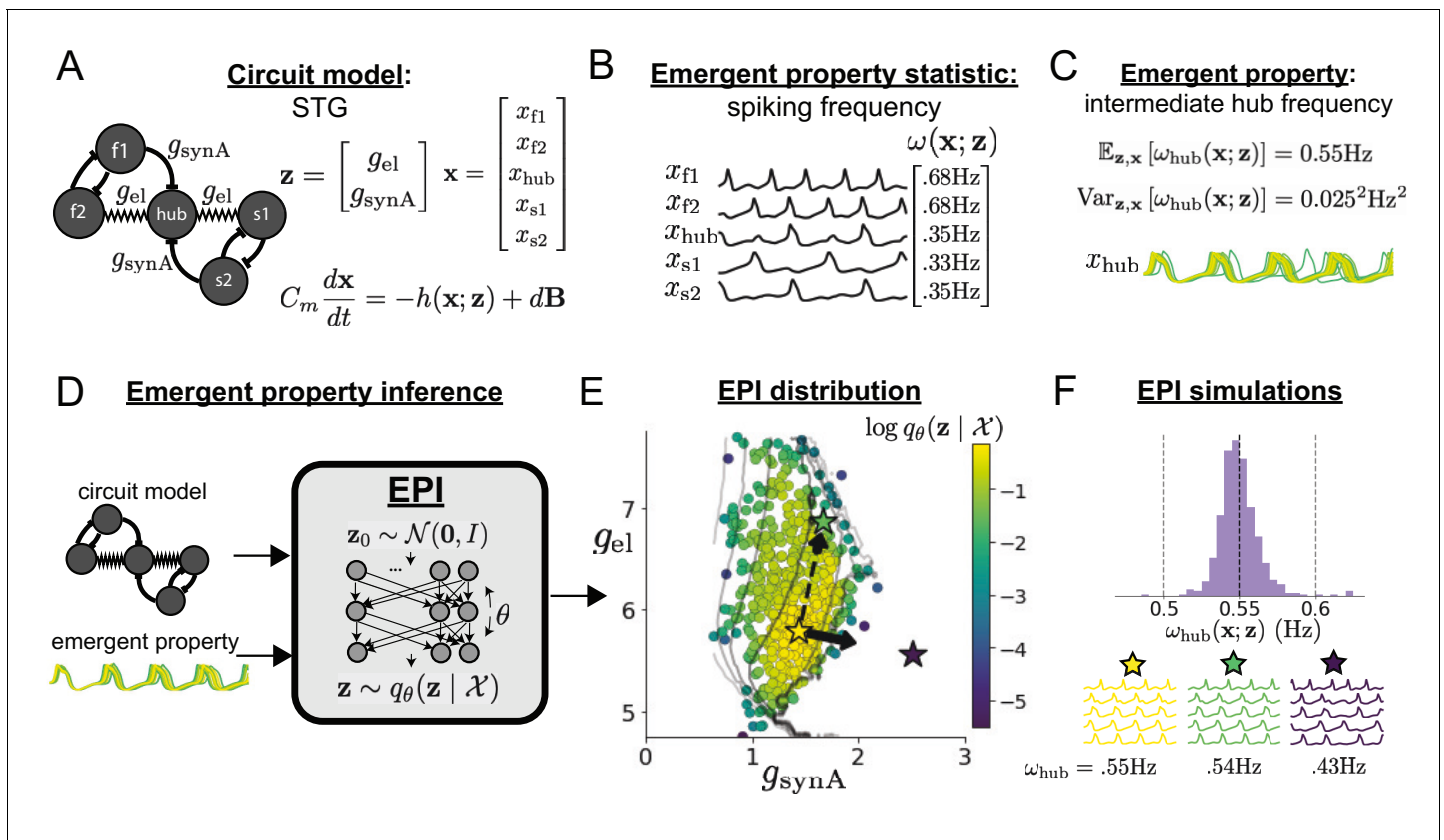 A
Circuit model:
STG
f1
f2
hub
s1
s2
g_synA
g_el
g_el
g_synA
z = [g_el g_synA] x = [x_f1 x_f2 x_hub x_s1 x_s2]
C_m dx/dt = −h(x; z) + dB
B
Emergent property statistic:
spiking frequency
ω(x; z)
x_f1 .68Hz
x_f2 .68Hz
x_hub .35Hz
x_s1 .33Hz
x_s2 .35Hz
C
Emergent property:
intermediate hub frequency
𝔼_z,x [ω_hub(x; z)] = 0.55Hz
Var_z,x [ω_hub(x; z)] = 0.025²Hz²
x_hub
D
Emergent property inference
circuit model
emergent property
EPI
z₀ ∼ 𝒩(0, I)
...
θ
z ∼ q_θ(z | 𝒳)
E
EPI distribution
log q_θ(z | 𝒳)
−1
−2
−3
−4
−5
g_el
7
6
5
0 1 2 3
g_synA
F
EPI simulations
0.5 0.55 0.6
ω_hub(x; z) (Hz)
ω_hub = .55Hz .54Hz .43Hz